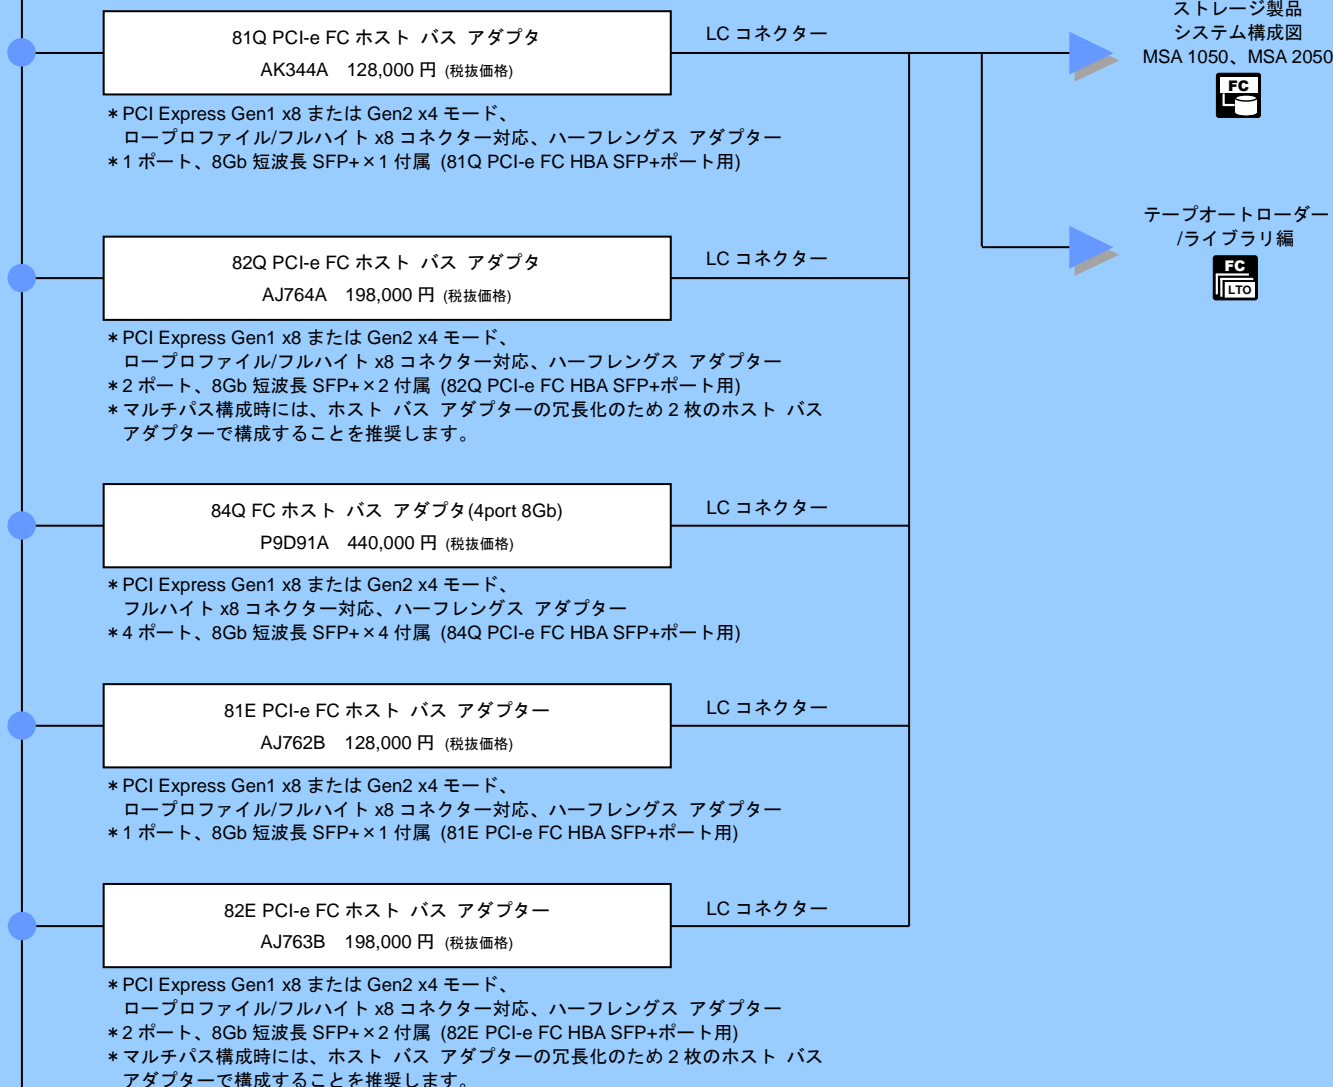 81Q PCI-e FC ホスト バス アダプタ
AK344A 128,000 円 (税抜価格)
LC コネクター
＊PCI Express Gen1 x8 または Gen2 x4 モード、
ロープロファイル/フルハイト x8 コネクター対応、ハーフレングス アダプター
＊1 ポート、8Gb 短波長 SFP+×1 付属 (81Q PCI-e FC HBA SFP+ポート用)
82Q PCI-e FC ホスト バス アダプタ
AJ764A 198,000 円 (税抜価格)
LC コネクター
＊PCI Express Gen1 x8 または Gen2 x4 モード、
ロープロファイル/フルハイト x8 コネクター対応、ハーフレングス アダプター
＊2 ポート、8Gb 短波長 SFP+×2 付属 (82Q PCI-e FC HBA SFP+ポート用)
＊マルチパス構成時には、ホスト バス アダプターの冗長化のため 2 枚のホスト バス
アダプターで構成することを推奨します。
84Q FC ホスト バス アダプタ(4port 8Gb)
P9D91A 440,000 円 (税抜価格)
LC コネクター
＊PCI Express Gen1 x8 または Gen2 x4 モード、
フルハイト x8 コネクター対応、ハーフレングス アダプター
＊4 ポート、8Gb 短波長 SFP+×4 付属 (84Q PCI-e FC HBA SFP+ポート用)
81E PCI-e FC ホスト バス アダプター
AJ762B 128,000 円 (税抜価格)
LC コネクター
＊PCI Express Gen1 x8 または Gen2 x4 モード、
ロープロファイル/フルハイト x8 コネクター対応、ハーフレングス アダプター
＊1 ポート、8Gb 短波長 SFP+×1 付属 (81E PCI-e FC HBA SFP+ポート用)
82E PCI-e FC ホスト バス アダプター
AJ763B 198,000 円 (税抜価格)
LC コネクター
＊PCI Express Gen1 x8 または Gen2 x4 モード、
ロープロファイル/フルハイト x8 コネクター対応、ハーフレングス アダプター
＊2 ポート、8Gb 短波長 SFP+×2 付属 (82E PCI-e FC HBA SFP+ポート用)
＊マルチパス構成時には、ホスト バス アダプターの冗長化のため 2 枚のホスト バス
アダプターで構成することを推奨します。
ストレージ製品
システム構成図
MSA 1050、MSA 2050
FC
テープオートローダー
/ライブラリ編
FC
LTO